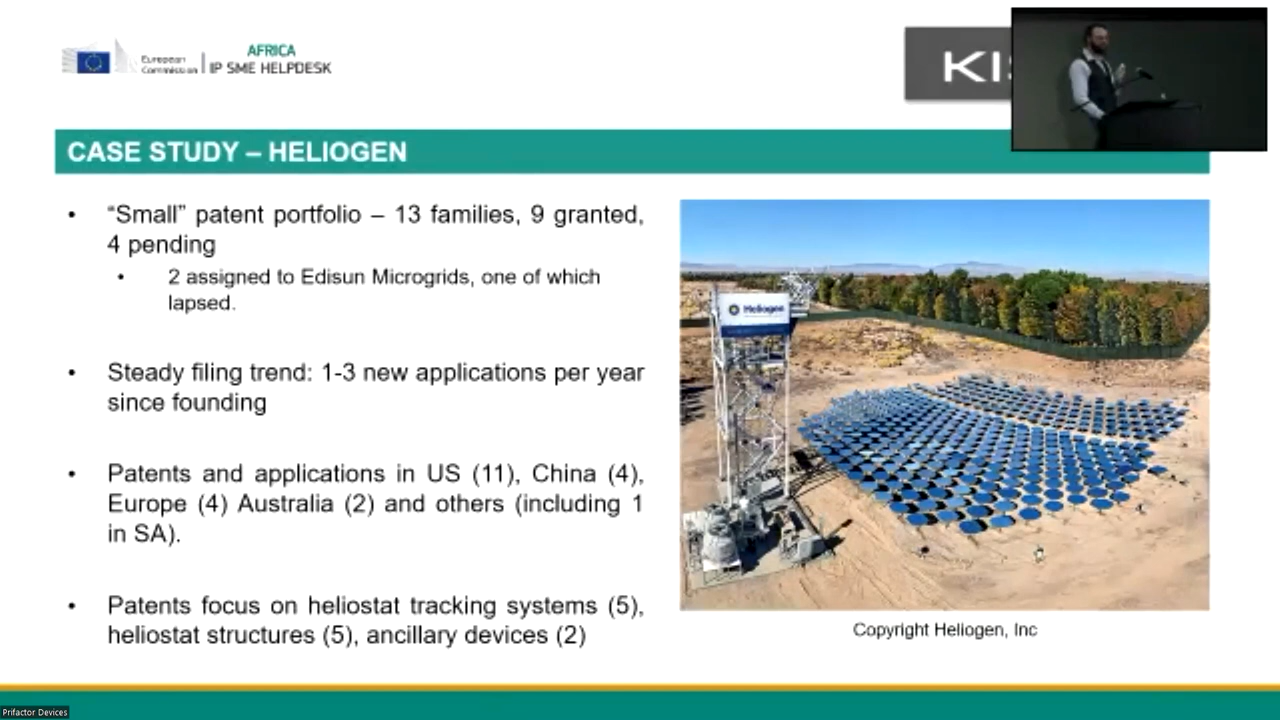 European
Commission
AFRICA
IP SME HELPDESK
KI
CASE STUDY – HELIOGEN
• “Small” patent portfolio – 13 families, 9 granted,
4 pending
• 2 assigned to Edisun Microgrids, one of which
lapsed.
• Steady filing trend: 1-3 new applications per year
since founding
• Patents and applications in US (11), China (4),
Europe (4) Australia (2) and others (including 1
in SA).
• Patents focus on heliostat tracking systems (5),
heliostat structures (5), ancillary devices (2)
Heliogen
Copyright Heliogen, Inc
Prifactor Devices